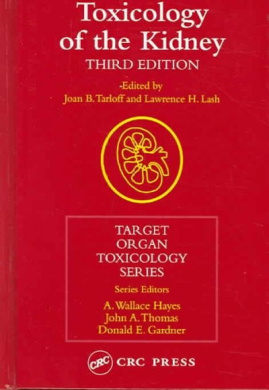 Toxicology
of the Kidney
THIRD EDITION
Edited by
Joan B. Tarloff and Lawrence H. Lash
TARGET
ORGAN
TOXICOLOGY
SERIES
Series Editors
A. Wallace Hayes
John A. Thomas
Donald E. Gardner
CRC CRC PRESS